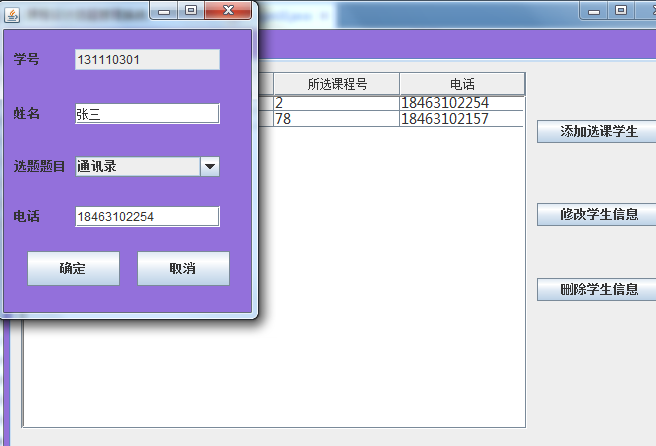 学号 131110301
姓名 张三
选题题目 通讯录
电话 18463102254
确定 取消
所选课程号 电话
2 18463102254
78 18463102157
添加选课学生
修改学生信息
删除学生信息